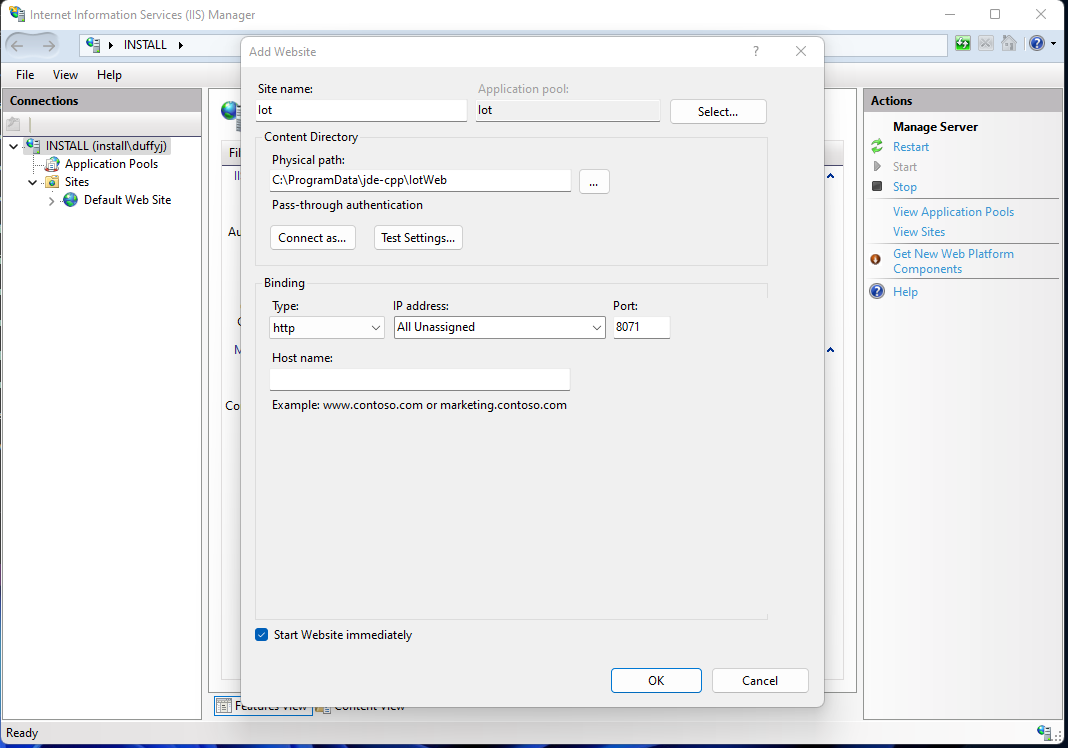 Internet Information Services (IIS) Manager
INSTALL
File View Help
Connections
INSTALL (install\duffyj)
Application Pools
Sites
Default Web Site
Add Website
?
Site name:
Iot
Application pool:
Iot
Select...
Content Directory
Physical path:
C:\ProgramData\jde-cpp\IotWeb
...
Pass-through authentication
Connect as...
Test Settings...
Binding
Type:
http
IP address:
All Unassigned
Port:
8071
Host name:
Example: www.contoso.com or marketing.contoso.com
Start Website immediately
OK
Cancel
Features View
Content View
Actions
Manage Server
Restart
Start
Stop
View Application Pools
View Sites
Get New Web Platform
Components
Help
Ready